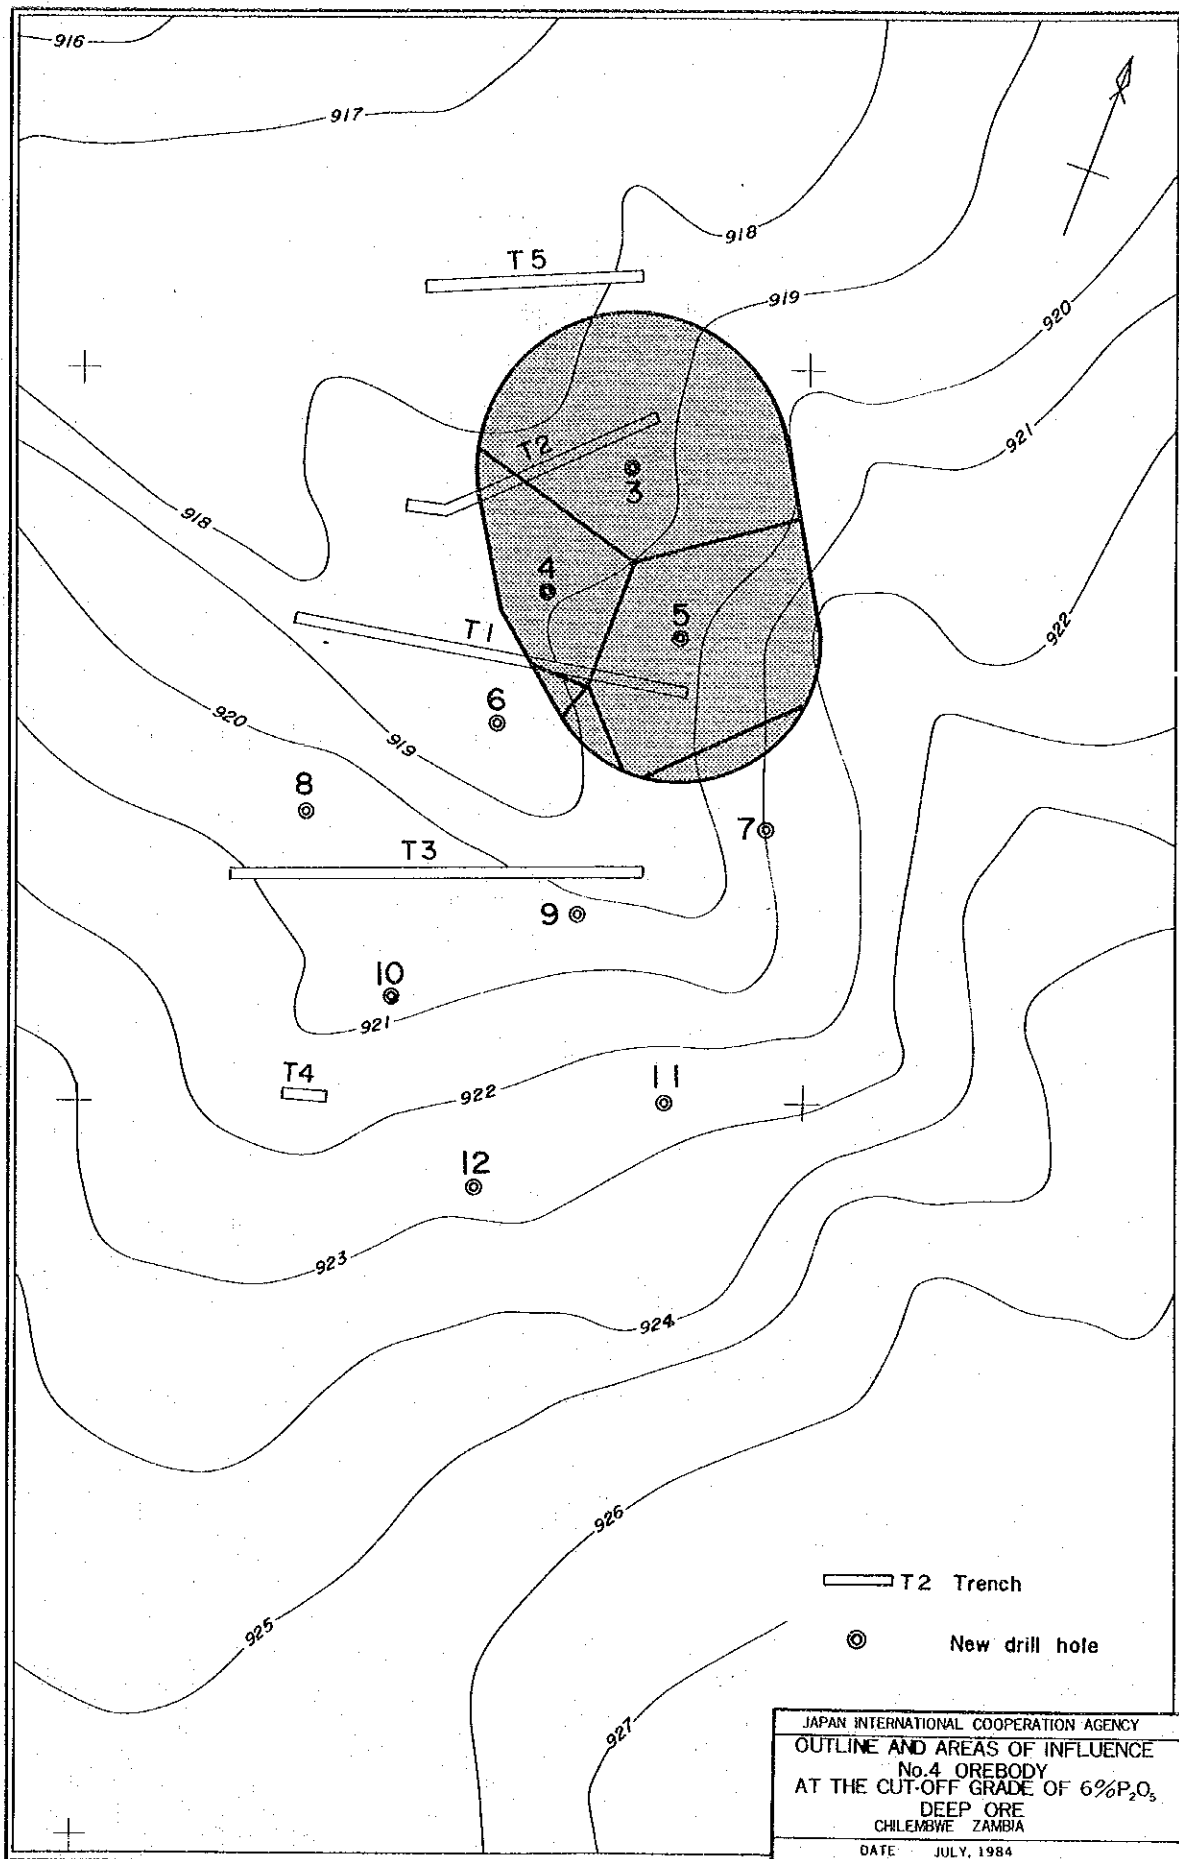 916
917
918
T5
919
920
921
T2
3
918
4
922
5
T1
6
920
919
8
7
T3
9
10
921
T4
922
11
12
923
924
926
T2 Trench
925
New drill hole
927
JAPAN INTERNATIONAL COOPERATION AGENCY
OUTLINE AND AREAS OF INFLUENCE
No.4 OREBODY
AT THE CUT-OFF GRADE OF 6%P₂O₅
DEEP ORE
CHILEMBWE ZAMBIA
DATE JULY, 1984